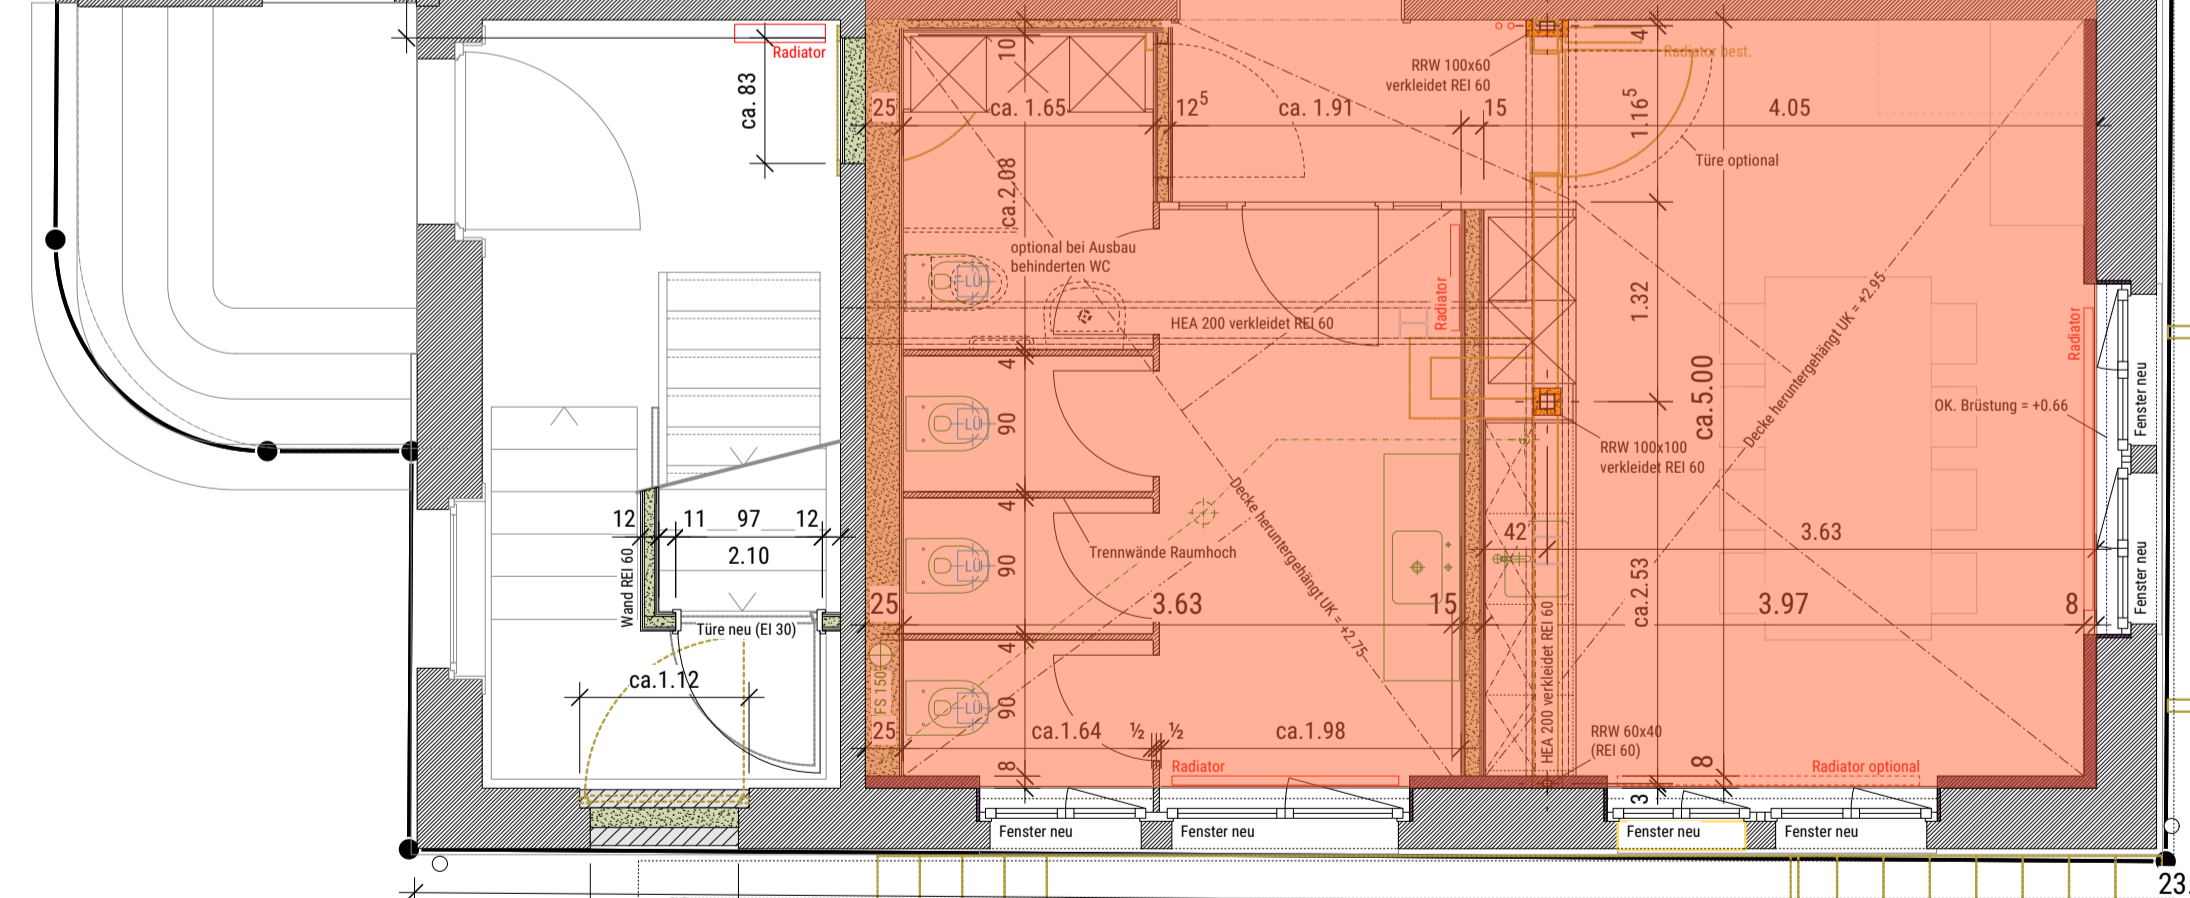 Radiator
ca. 83
10
25
ca. 1.65
12⁵
ca. 1.91
15
RRW 100x60
verkleidet REI 60
4
Radiator best.
1.16⁵
4.05
Türe optional
ca.2.08
optional bei Ausbau
behinderten WC
LÜ
HEA 200 verkleidet REI 60
Radiator
1.32
ca.5.00
Decke heruntergehängt UK = +2.95
Radiator
OK. Brüstung = +0.66
Fenster neu
4
90
LÜ
RRW 100x100
verkleidet REI 60
4
12
11
97
12
2.10
Wand REI 60
Türe neu (EI 30)
ca.1.12
Trennwände Raumhoch
Decke heruntergehängt UK = +2.75
90
LÜ
42
3.63
Fenster neu
25
3.63
15
ca.2.53
3.97
8
4
FS 150
90
LÜ
HEA 200 verkleidet REI 60
25
ca.1.64
½
½
ca.1.98
RRW 60x40
(REI 60)
8
Radiator
8
Radiator optional
3
Fenster neu
Fenster neu
Fenster neu
Fenster neu
23.